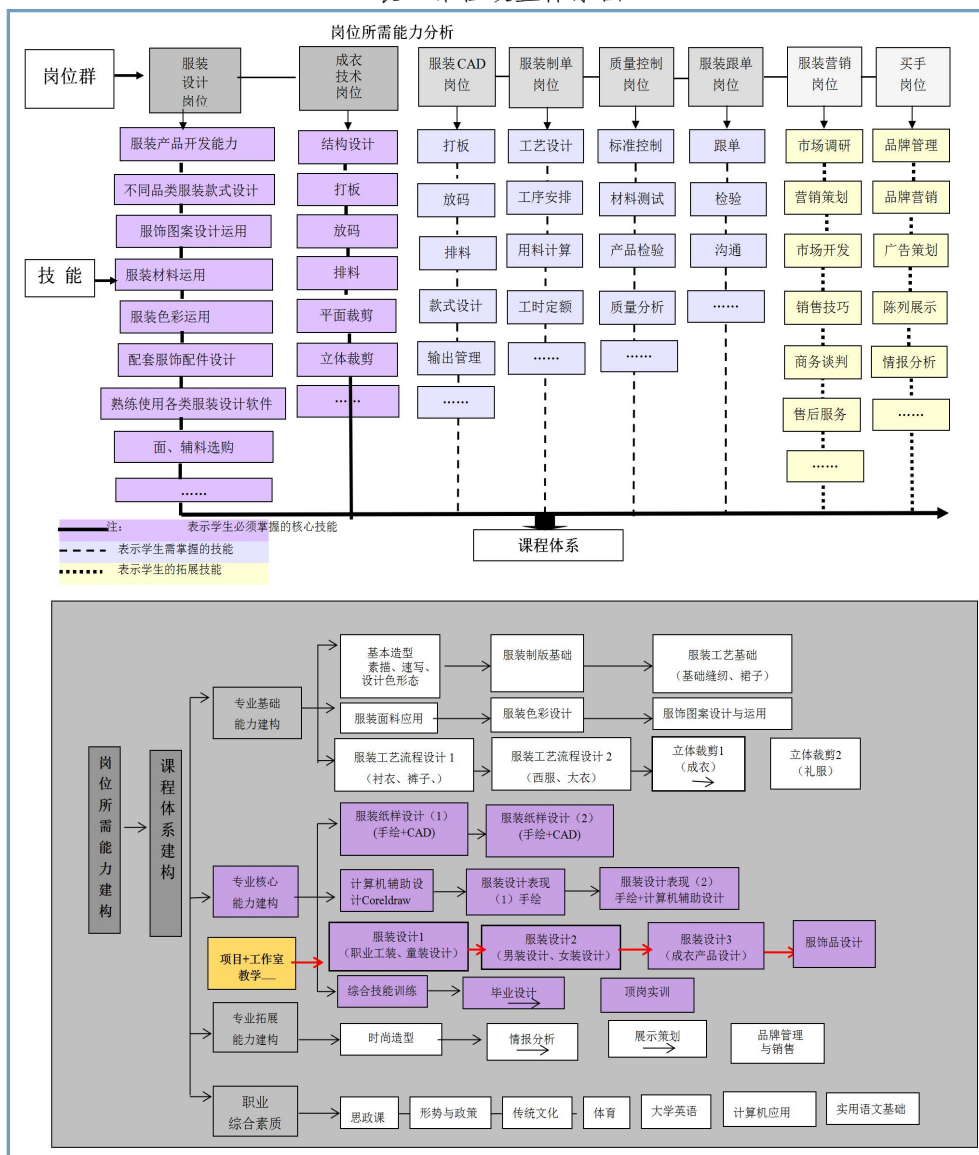 岗位所需能力分析
岗位群
服装
设计
岗位
成衣
技术
岗位
服装CAD
岗位
服装制单
岗位
质量控制
岗位
服装跟单
岗位
服装营销
岗位
买手
岗位
技 能
服装产品开发能力
不同品类服装款式设计
服饰图案设计运用
服装材料运用
服装色彩运用
配套服饰配件设计
熟练使用各类服装设计软件
面、辅料选购
……
结构设计
打板
放码
排料
平面裁剪
立体裁剪
……
打板
放码
排料
款式设计
输出管理
……
工艺设计
工序安排
用料计算
工时定额
……
标准控制
材料测试
产品检验
质量分析
……
跟单
检验
沟通
……
市场调研
营销策划
市场开发
销售技巧
商务谈判
售后服务
……
品牌管理
品牌营销
广告策划
陈列展示
情报分析
……
注: 表示学生必须掌握的核心技能
表示学生需掌握的技能
表示学生的拓展技能
课程体系
岗位所需能力建构
课程体系建构
专业基础
能力建构
基本造型
素描、速写、
设计色形态
服装制版基础
服装工艺基础
(基础缝纫、裙子)
服装面料应用
服装色彩设计
服饰图案设计与运用
服装工艺流程设计 1
(衬衣、裤子、)
服装工艺流程设计 2
(西服、大衣)
立体裁剪1
(成衣)
立体裁剪2
(礼服)
专业核心
能力建构
服装纸样设计(1)
(手绘+CAD)
服装纸样设计(2)
(手绘+CAD)
计算机辅助设
计Coreldraw
服装设计表现
(1)手绘
服装设计表现(2)
手绘+计算机辅助设计
项目+工作室
教学
服装设计1
(职业工装、童装设计)
服装设计2
(男装设计、女装设计)
服装设计3
(成衣产品设计)
服饰品设计
综合技能训练
毕业设计
顶岗实训
专业拓展
能力建构
时尚造型
情报分析
展示策划
品牌管理
与销售
职业
综合素质
思政课
形势与政策
传统文化
体育
大学英语
计算机应用
实用语文基础